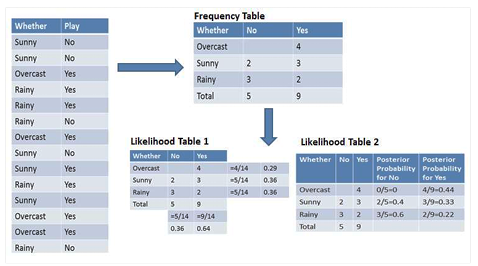 Whether Play
Sunny No
Sunny No
Overcast Yes
Rainy Yes
Rainy Yes
Rainy No
Overcast Yes
Sunny No
Sunny Yes
Rainy Yes
Sunny Yes
Overcast Yes
Overcast Yes
Rainy No
Frequency Table
Whether No Yes
Overcast 4
Sunny 2 3
Rainy 3 2
Total 5 9
Likelihood Table 1
Whether No Yes
Overcast 4 =4/14 0.29
Sunny 2 3 =5/14 0.36
Rainy 3 2 =5/14 0.36
Total 5 9
=5/14 =9/14
0.36 0.64
Likelihood Table 2
Whether No Yes Posterior Probability for No Posterior Probability for Yes
Overcast 4 0/5=0 4/9=0.44
Sunny 2 3 2/5=0.4 3/9=0.33
Rainy 3 2 3/5=0.6 2/9=0.22
Total 5 9